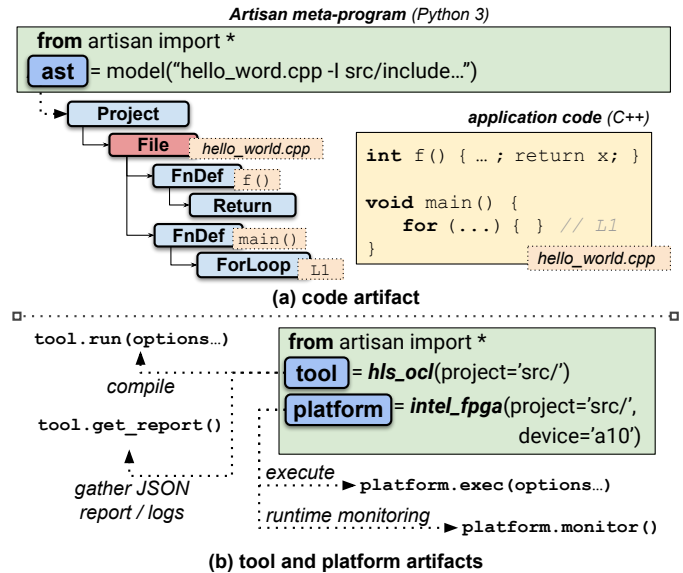 Artisan meta-program (Python 3)
from artisan import *
ast = model(“hello_word.cpp -I src/include…”)
Project
File
hello_world.cpp
FnDef
f()
Return
FnDef
main()
ForLoop
L1
application code (C++)
int f() { … ; return x; }
void main() {
for (...) { } // L1
}
hello_world.cpp
(a) code artifact
tool.run(options…)
compile
tool.get_report()
gather JSON
report / logs
from artisan import *
tool = hls_ocl(project=’src/’)
platform = intel_fpga(project=’src/’,
device=’a10’)
execute
platform.exec(options…)
runtime monitoring
platform.monitor()
(b) tool and platform artifacts